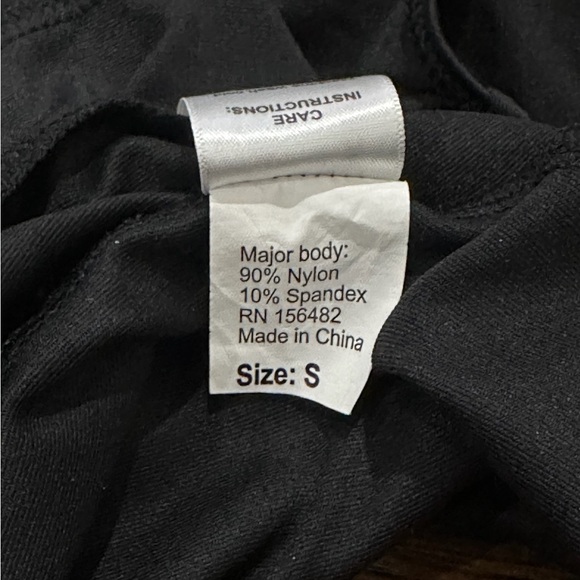 CARE
INSTRUCTIONS:
Major body:
90% Nylon
10% Spandex
RN 156482
Made in China
Size: S